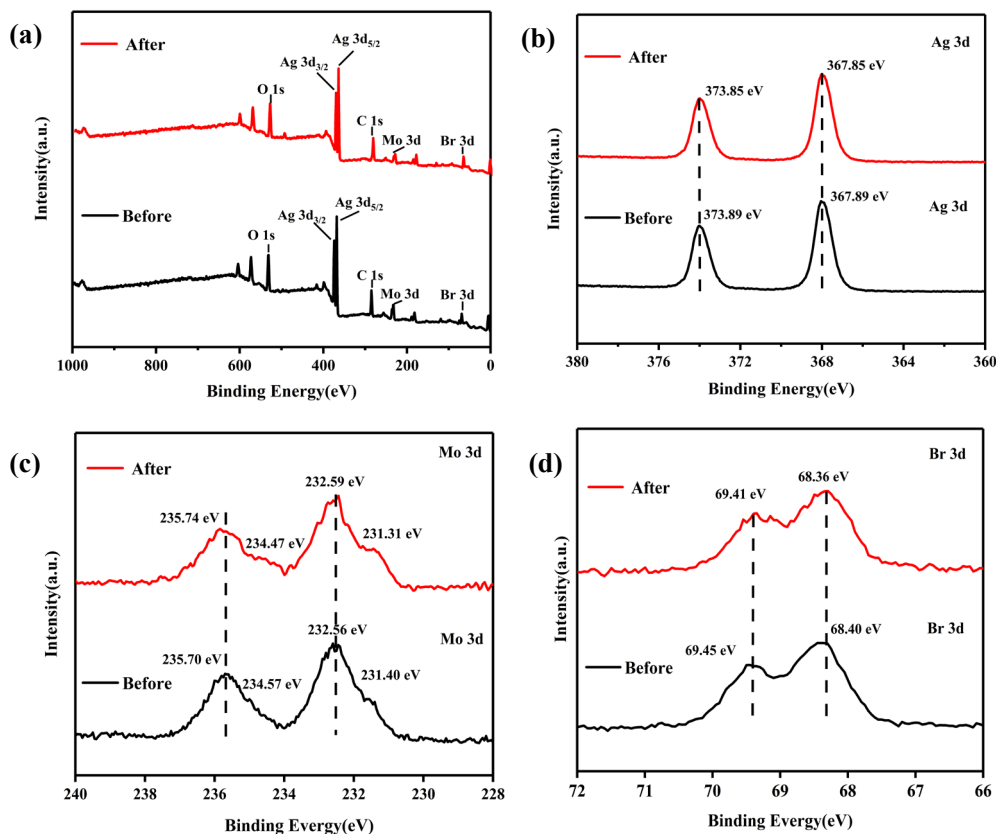 (a)
After
Ag 3d5/2
Ag 3d3/2
O 1s
C 1s
Mo 3d
Br 3d
Before
Ag 3d3/2
Ag 3d5/2
O 1s
C 1s
Mo 3d
Br 3d
Intensity(a.u.)
1000
800
600
400
200
0
Binding Energy(eV)
(b)
Ag 3d
After
373.85 eV
367.85 eV
Before
373.89 eV
367.89 eV
Ag 3d
Intensity(a.u.)
380
376
372
368
364
360
Binding Energy(eV)
(c)
Mo 3d
After
232.59 eV
235.74 eV
234.47 eV
231.31 eV
Mo 3d
232.56 eV
235.70 eV
234.57 eV
231.40 eV
Before
Intensity(a.u.)
240
238
236
234
232
230
228
Binding Evergy(eV)
(d)
Br 3d
After
69.41 eV
68.36 eV
Br 3d
Before
69.45 eV
68.40 eV
Intensity(a.u.)
72
71
70
69
68
67
66
Binding Evergy(eV)